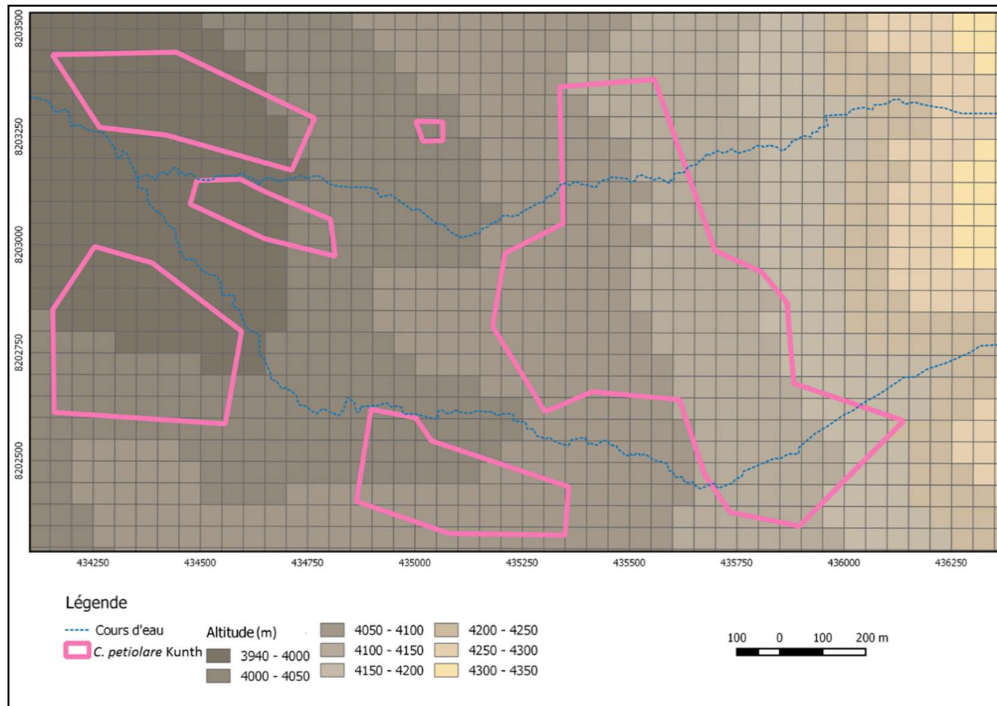 8203500
8203250
8203000
8202750
8202500
434250 434500 434750 435000 435250 435500 435750 436000 436250
Légende
Cours d'eau
C. petiolare Kunth
Altitude (m)
3940 - 4000
4000 - 4050
4050 - 4100
4100 - 4150
4150 - 4200
4200 - 4250
4250 - 4300
4300 - 4350
100 0 100 200 m